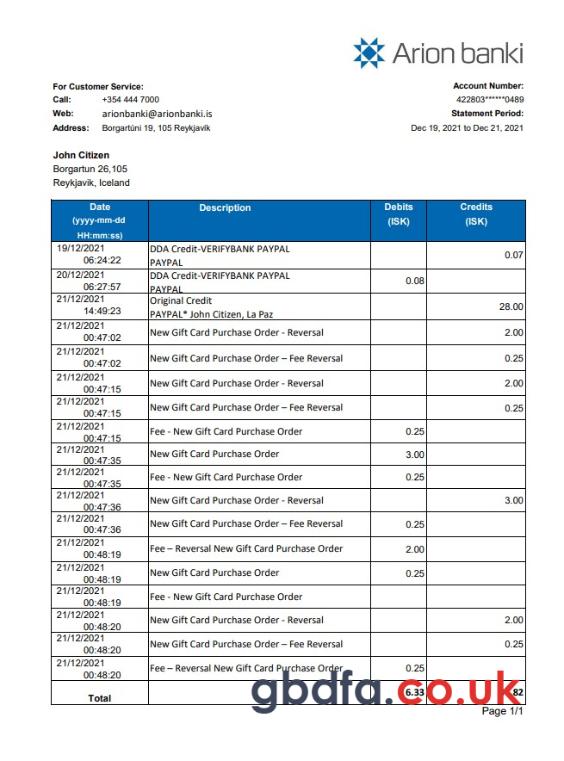 Arion banki
For Customer Service:
Call: +354 444 7000
Web: arionbanki@arionbanki.is
Address: Borgartúni 19, 105 Reykjavík
Account Number:
422803******0489
Statement Period:
Dec 19, 2021 to Dec 21, 2021
John Citizen
Borgartun 26,105
Reykjavik, Iceland
Date Description Debits Credits
(yyyy-mm-dd (ISK) (ISK)
HH:mm:ss)
19/12/2021 DDA Credit-VERIFYBANK PAYPAL 0.07
06:24:22 PAYPAL
20/12/2021 DDA Credit-VERIFYBANK PAYPAL 0.08
06:27:57 PAYPAL
21/12/2021 Original Credit 28.00
14:49:23 PAYPAL* John Citizen, La Paz
21/12/2021 New Gift Card Purchase Order - Reversal 2.00
00:47:02
21/12/2021 New Gift Card Purchase Order – Fee Reversal 0.25
00:47:02
21/12/2021 New Gift Card Purchase Order - Reversal 2.00
00:47:15
21/12/2021 New Gift Card Purchase Order – Fee Reversal 0.25
00:47:15
21/12/2021 Fee - New Gift Card Purchase Order 0.25
00:47:15
21/12/2021 New Gift Card Purchase Order 3.00
00:47:35
21/12/2021 Fee - New Gift Card Purchase Order 0.25
00:47:35
21/12/2021 New Gift Card Purchase Order - Reversal 3.00
00:47:36
21/12/2021 New Gift Card Purchase Order – Fee Reversal 0.25
00:47:36
21/12/2021 Fee – Reversal New Gift Card Purchase Order 2.00
00:48:19
21/12/2021 New Gift Card Purchase Order 0.25
00:48:19
21/12/2021 Fee - New Gift Card Purchase Order
00:48:19
21/12/2021 New Gift Card Purchase Order - Reversal 2.00
00:48:20
21/12/2021 New Gift Card Purchase Order – Fee Reversal 0.25
00:48:20
21/12/2021 Fee – Reversal New Gift Card Purchase Order 0.25
00:48:20
Total 6.33
gbdfa.co.uk
Page 1/1